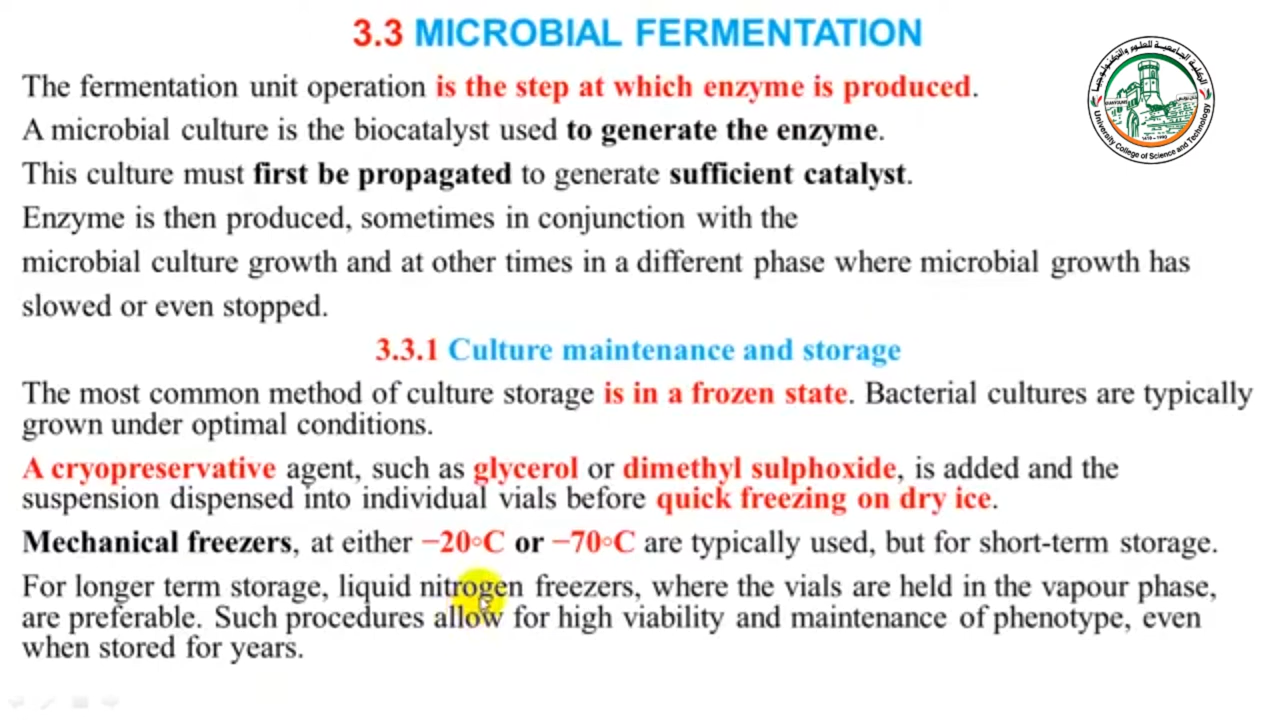 3.3 MICROBIAL FERMENTATION
The fermentation unit operation is the step at which enzyme is produced.
A microbial culture is the biocatalyst used to generate the enzyme.
This culture must first be propagated to generate sufficient catalyst.
Enzyme is then produced, sometimes in conjunction with the
microbial culture growth and at other times in a different phase where microbial growth has
slowed or even stopped.
3.3.1 Culture maintenance and storage
The most common method of culture storage is in a frozen state. Bacterial cultures are typically
grown under optimal conditions.
A cryopreservative agent, such as glycerol or dimethyl sulphoxide, is added and the
suspension dispensed into individual vials before quick freezing on dry ice.
Mechanical freezers, at either −20◦C or −70◦C are typically used, but for short-term storage.
For longer term storage, liquid nitrogen freezers, where the vials are held in the vapour phase,
are preferable. Such procedures allow for high viability and maintenance of phenotype, even
when stored for years.
الكلية الجامعية للعلوم والتكنولوجيا
University College of Science and Technology